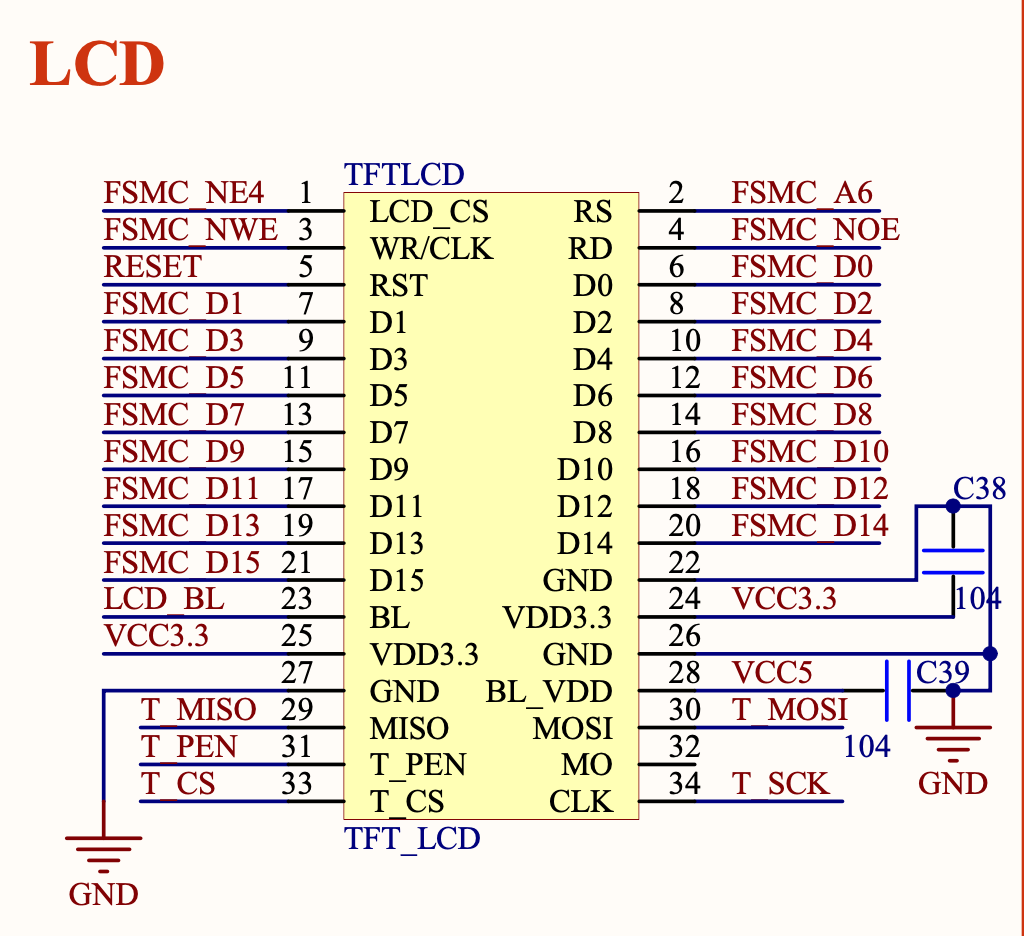 LCD
TFTLCD
FSMC_NE4 1 LCD_CS RS 2 FSMC_A6
FSMC_NWE 3 WR/CLK RD 4 FSMC_NOE
RESET 5 RST D0 6 FSMC_D0
FSMC_D1 7 D1 D2 8 FSMC_D2
FSMC_D3 9 D3 D4 10 FSMC_D4
FSMC_D5 11 D5 D6 12 FSMC_D6
FSMC_D7 13 D7 D8 14 FSMC_D8
FSMC_D9 15 D9 D10 16 FSMC_D10
FSMC_D11 17 D11 D12 18 FSMC_D12 C38
FSMC_D13 19 D13 D14 20 FSMC_D14
FSMC_D15 21 D15 GND 22
LCD_BL 23 BL VDD3.3 24 VCC3.3 104
VCC3.3 25 VDD3.3 GND 26
27 GND BL_VDD 28 VCC5 C39
T_MISO 29 MISO MOSI 30 T_MOSI
T_PEN 31 T_PEN MO 32 104
T_CS 33 T_CS CLK 34 T_SCK GND
TFT_LCD
GND